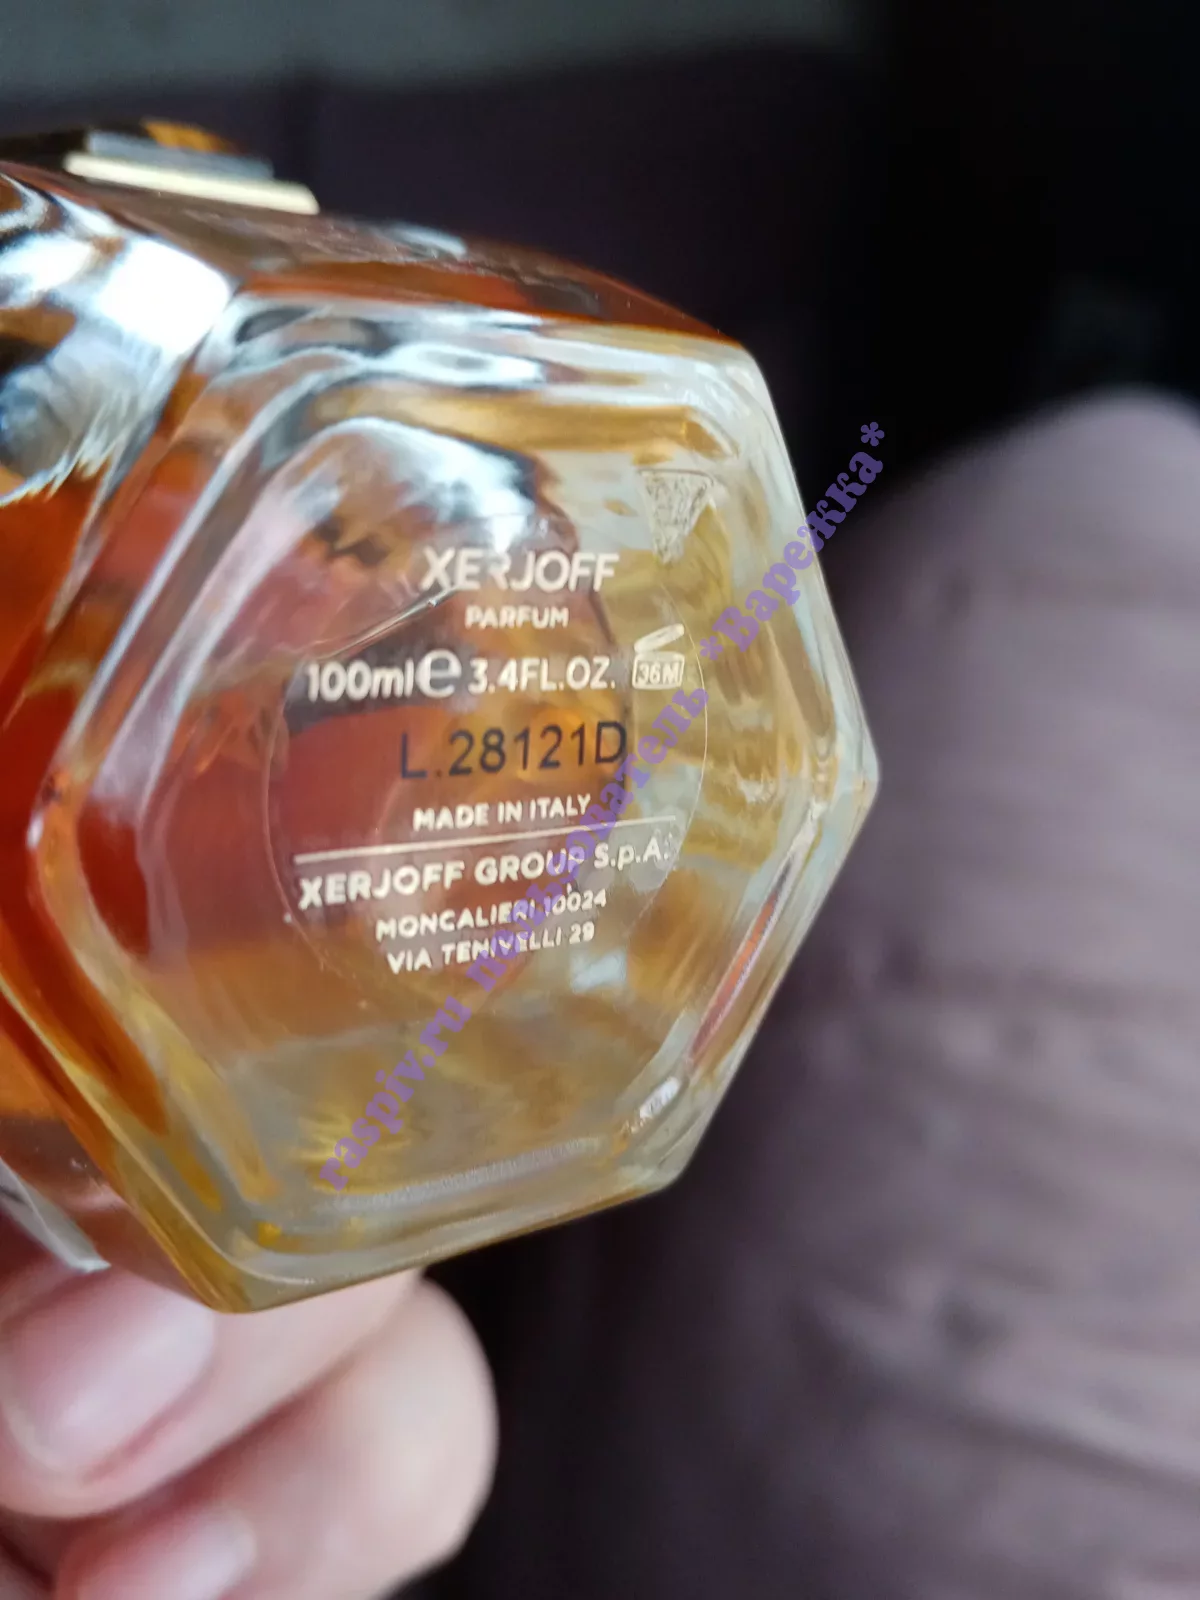 XERJOFF
PARFUM
100ml e 3.4FL.OZ. 36M
L.28121D
MADE IN ITALY
XERJOFF GROUP S.p.A.
MONCALIERI 10024
VIA TENIVELLI 29
raspiv.ru пользователь *Варежка*